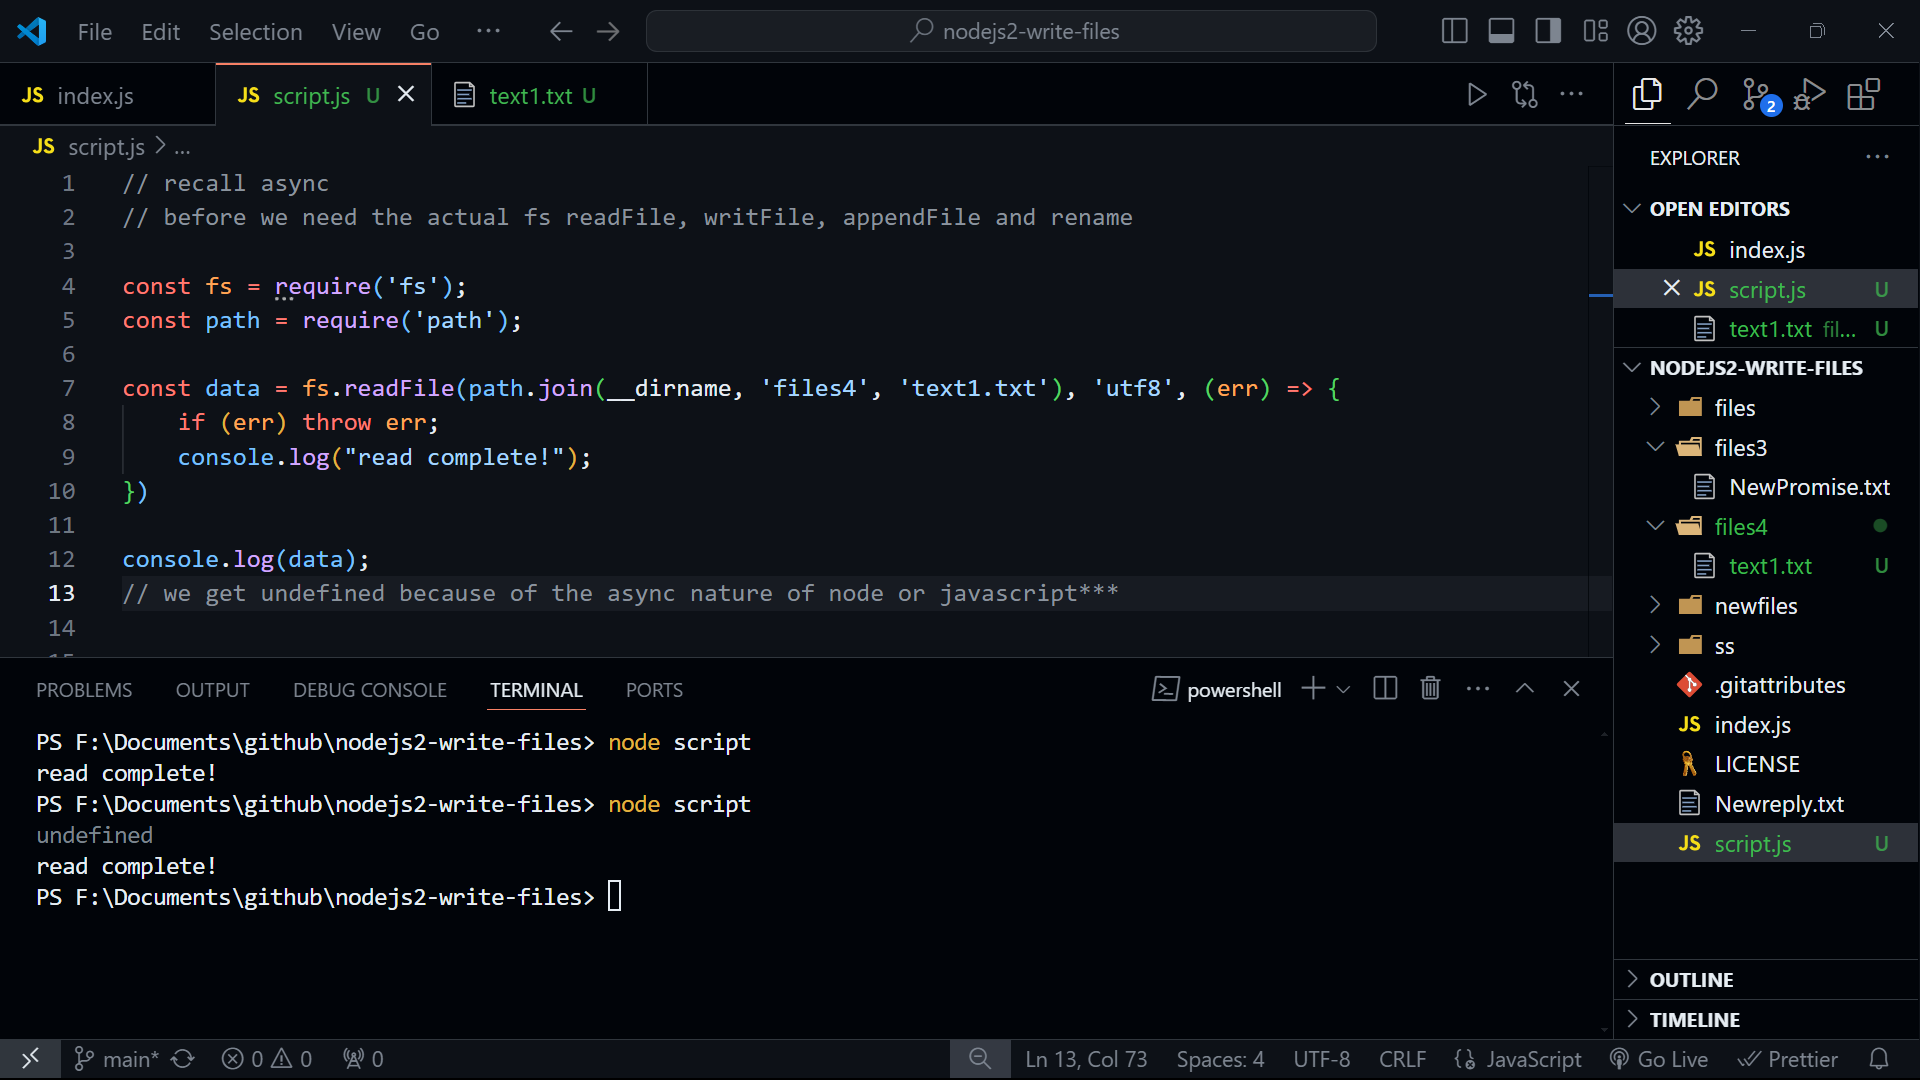 File Edit Selection View Go ··· nodejs2-write-files
JS index.js JS script.js U text1.txt U
JS script.js > ...
1 // recall async
2 // before we need the actual fs readFile, writFile, appendFile and rename
3
4 const fs = require('fs');
5 const path = require('path');
6
7 const data = fs.readFile(path.join(__dirname, 'files4', 'text1.txt'), 'utf8', (err) => {
8 if (err) throw err;
9 console.log("read complete!");
10 })
11
12 console.log(data);
13 // we get undefined because of the async nature of node or javascript***
14
PROBLEMS OUTPUT DEBUG CONSOLE TERMINAL PORTS powershell
PS F:\Documents\github\nodejs2-write-files> node script
read complete!
PS F:\Documents\github\nodejs2-write-files> node script
undefined
read complete!
PS F:\Documents\github\nodejs2-write-files>
2
EXPLORER
OPEN EDITORS
JS index.js
JS script.js U
text1.txt fil... U
NODEJS2-WRITE-FILES
files
files3
NewPromise.txt
files4
text1.txt U
newfiles
ss
.gitattributes
JS index.js
LICENSE
Newreply.txt
JS script.js U
OUTLINE
TIMELINE
main* 0 0 0 Ln 13, Col 73 Spaces: 4 UTF-8 CRLF JavaScript Go Live Prettier